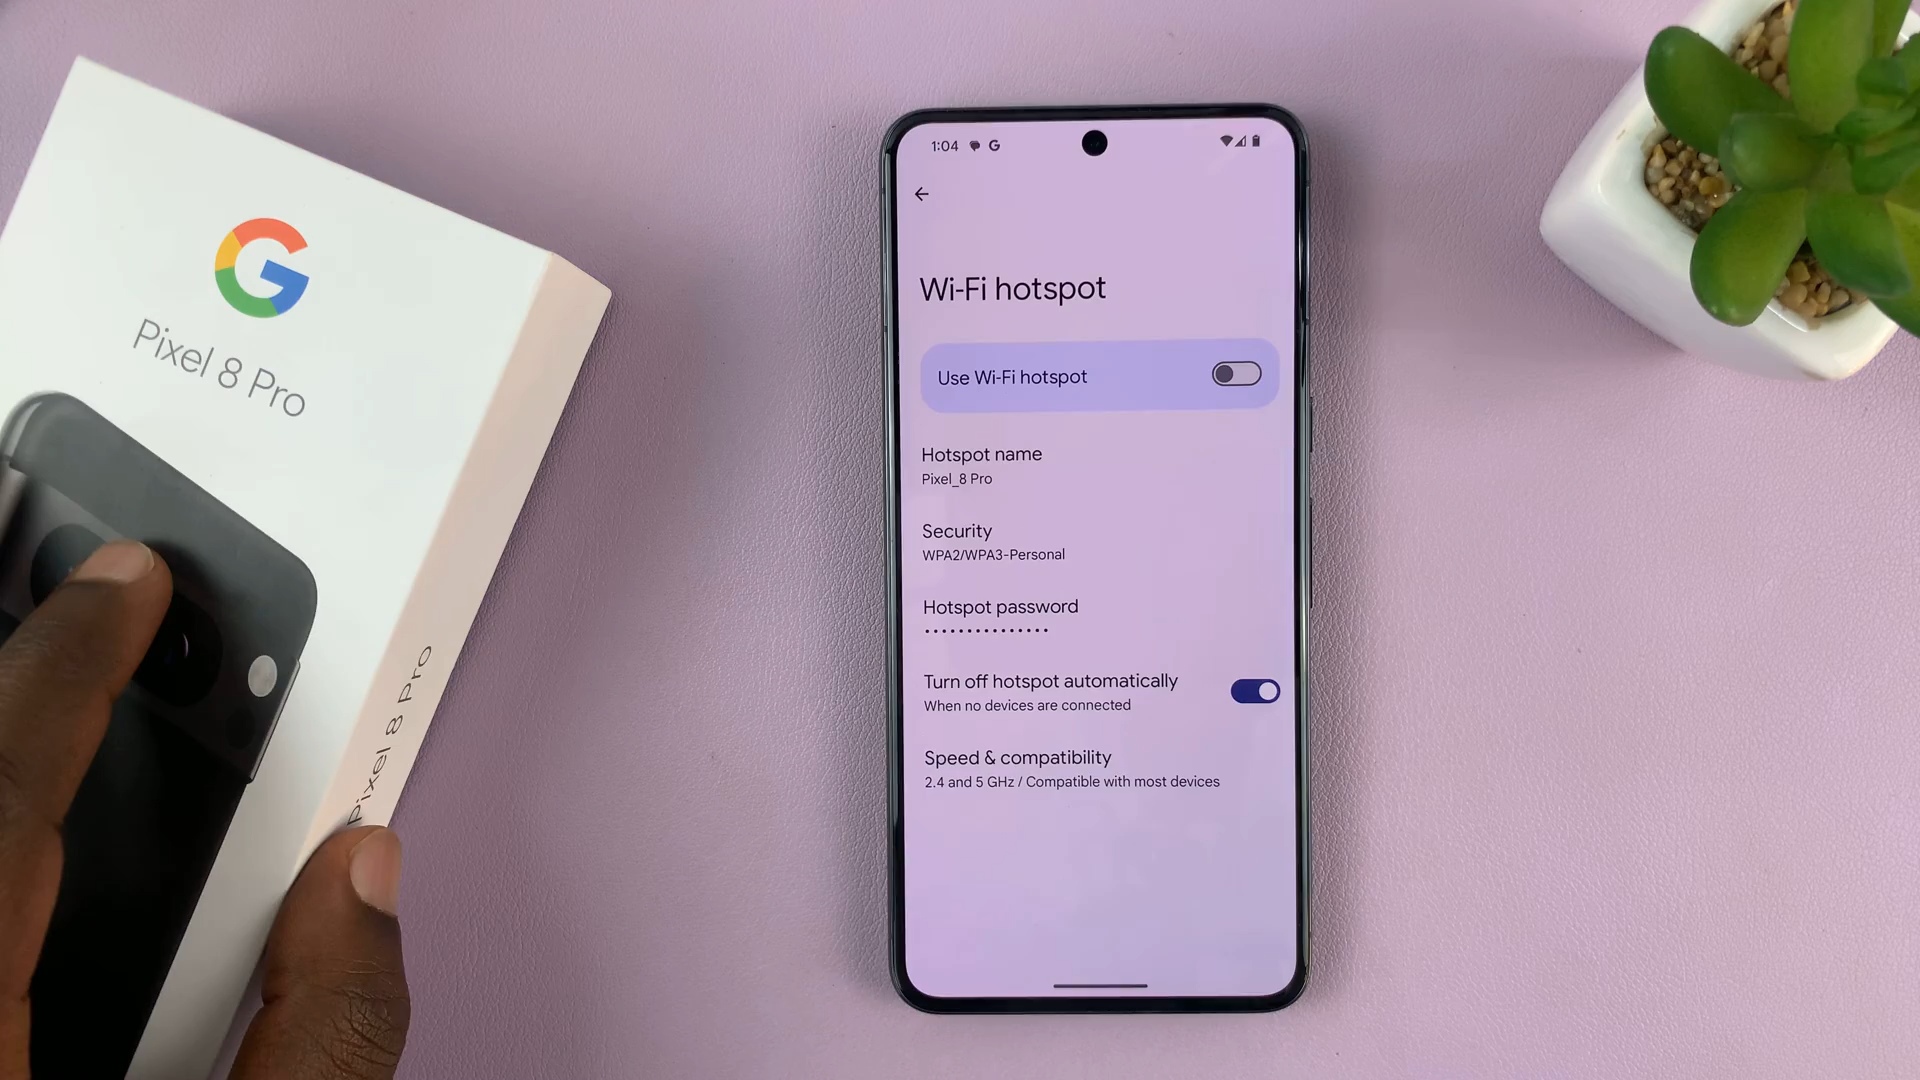 G
Pixel 8 Pro
Pixel 8 Pro
1:04 G
Wi-Fi hotspot
Use Wi-Fi hotspot
Hotspot name
Pixel_8 Pro
Security
WPA2/WPA3-Personal
Hotspot password
•••••••••••••••
Turn off hotspot automatically
When no devices are connected
Speed & compatibility
2.4 and 5 GHz / Compatible with most devices